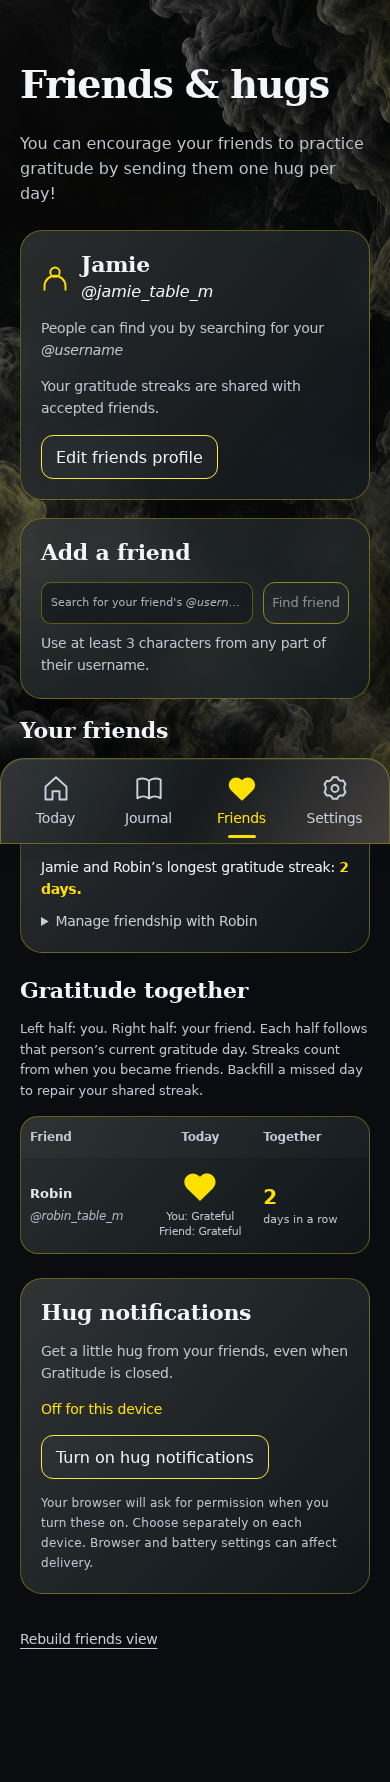 Friends & hugs
You can encourage your friends to practice
gratitude by sending them one hug per
day!
Jamie
@jamie_table_m
People can find you by searching for your
@username
Your gratitude streaks are shared with
accepted friends.
Edit friends profile
Add a friend
Search for your friend's @usern...
Find friend
Use at least 3 characters from any part of
their username.
Your friends
Today
Journal
Friends
Settings
Jamie and Robin’s longest gratitude streak: 2
days.
▶ Manage friendship with Robin
Gratitude together
Left half: you. Right half: your friend. Each half follows
that person’s current gratitude day. Streaks count
from when you became friends. Backfill a missed day
to repair your shared streak.
Friend Today Together
Robin
@robin_table_m
You: Grateful
Friend: Grateful
2
days in a row
Hug notifications
Get a little hug from your friends, even when
Gratitude is closed.
Off for this device
Turn on hug notifications
Your browser will ask for permission when you
turn these on. Choose separately on each
device. Browser and battery settings can affect
delivery.
Rebuild friends view